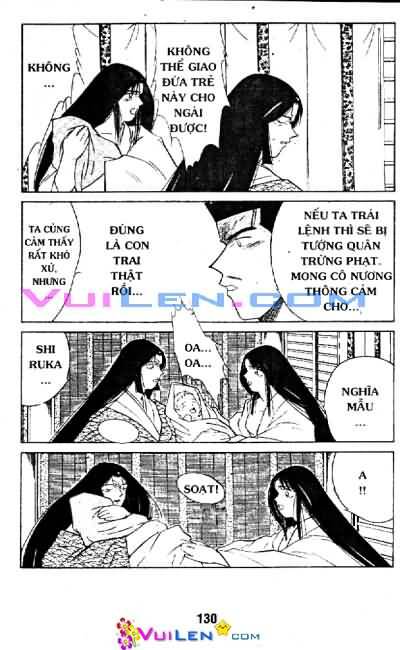 KHÔNG
...
KHÔNG
THỂ GIAO
ĐỨA TRẺ
NÀY CHO
NGÀI
ĐƯỢC!
TA CŨNG
CẢM THẤY
RẤT KHÓ
XỬ,
NHƯNG
...
ĐÚNG
LÀ CON
TRAI
THẬT
RỒI...
NẾU TA TRÁI
LỆNH THÌ SẼ BỊ
TƯỚNG QUÂN
TRỪNG PHẠT.
MONG CÔ NƯƠNG
THÔNG CẢM
CHO...
VUILEN.COM
SHI
RUKA
...
OA...
OA...
NGHĨA
MẪU
...
SOẠT!
A
!!
130
VUILEN.COM